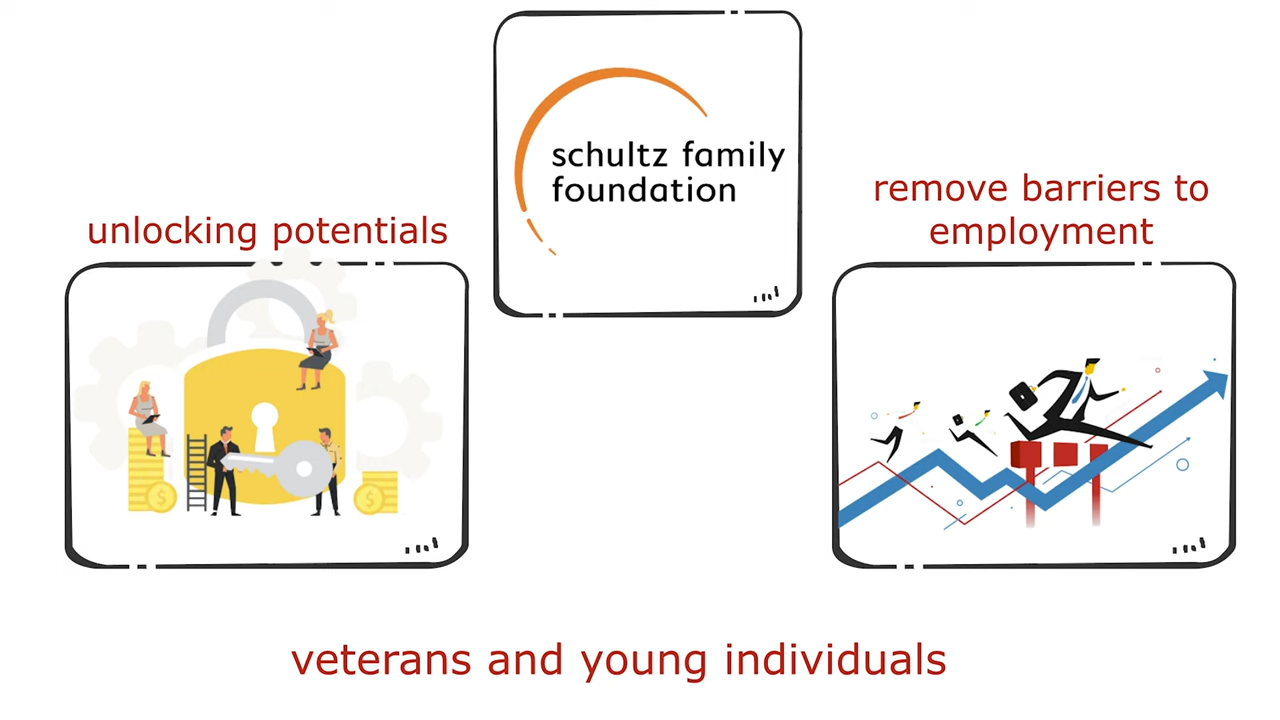 schultz family
foundation
unlocking potentials
remove barriers to
employment
veterans and young individuals